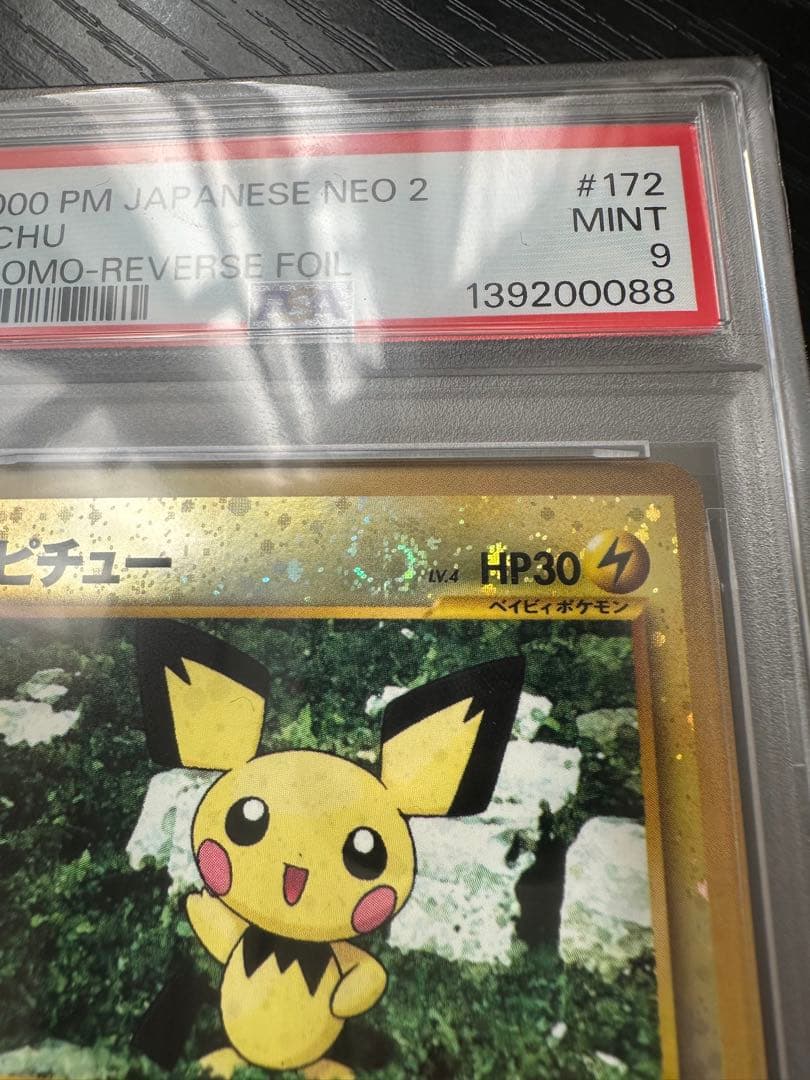 000 PM JAPANESE NEO 2 #172
CHU MINT
OMO-REVERSE FOIL 9
PSA 139200088
ピチュー LV.4 HP30
ベイビィポケモン